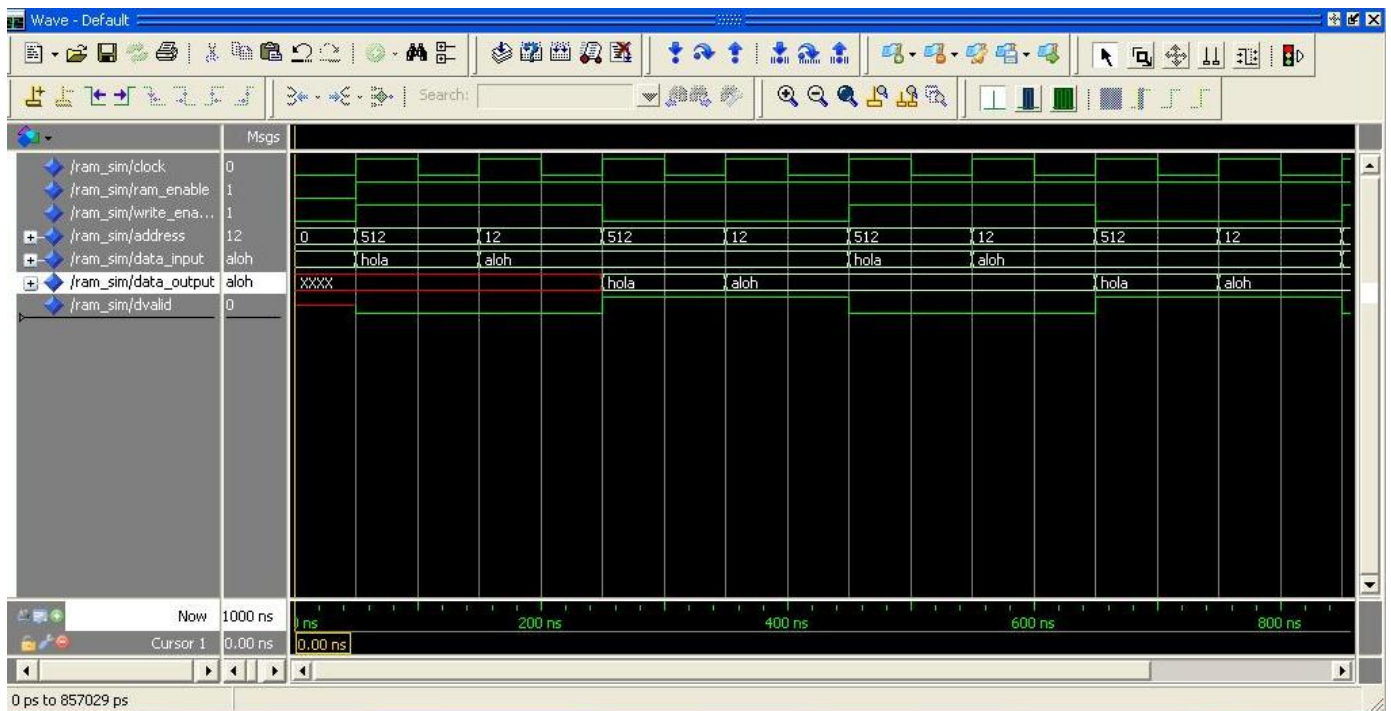 Wave - Default
Search:
Msgs
/ram_sim/clock 0
/ram_sim/ram_enable 1
/ram_sim/write_ena... 1
/ram_sim/address 12 0 512 12 512 12 512 12 512 12
/ram_sim/data_input aloh hola aloh hola aloh
/ram_sim/data_output aloh XXXX hola aloh hola aloh
/ram_sim/dvalid 0
Now 1000 ns ns 200 ns 400 ns 600 ns 800 ns
Cursor 1 0.00 ns 0.00 ns
0 ps to 857029 ps